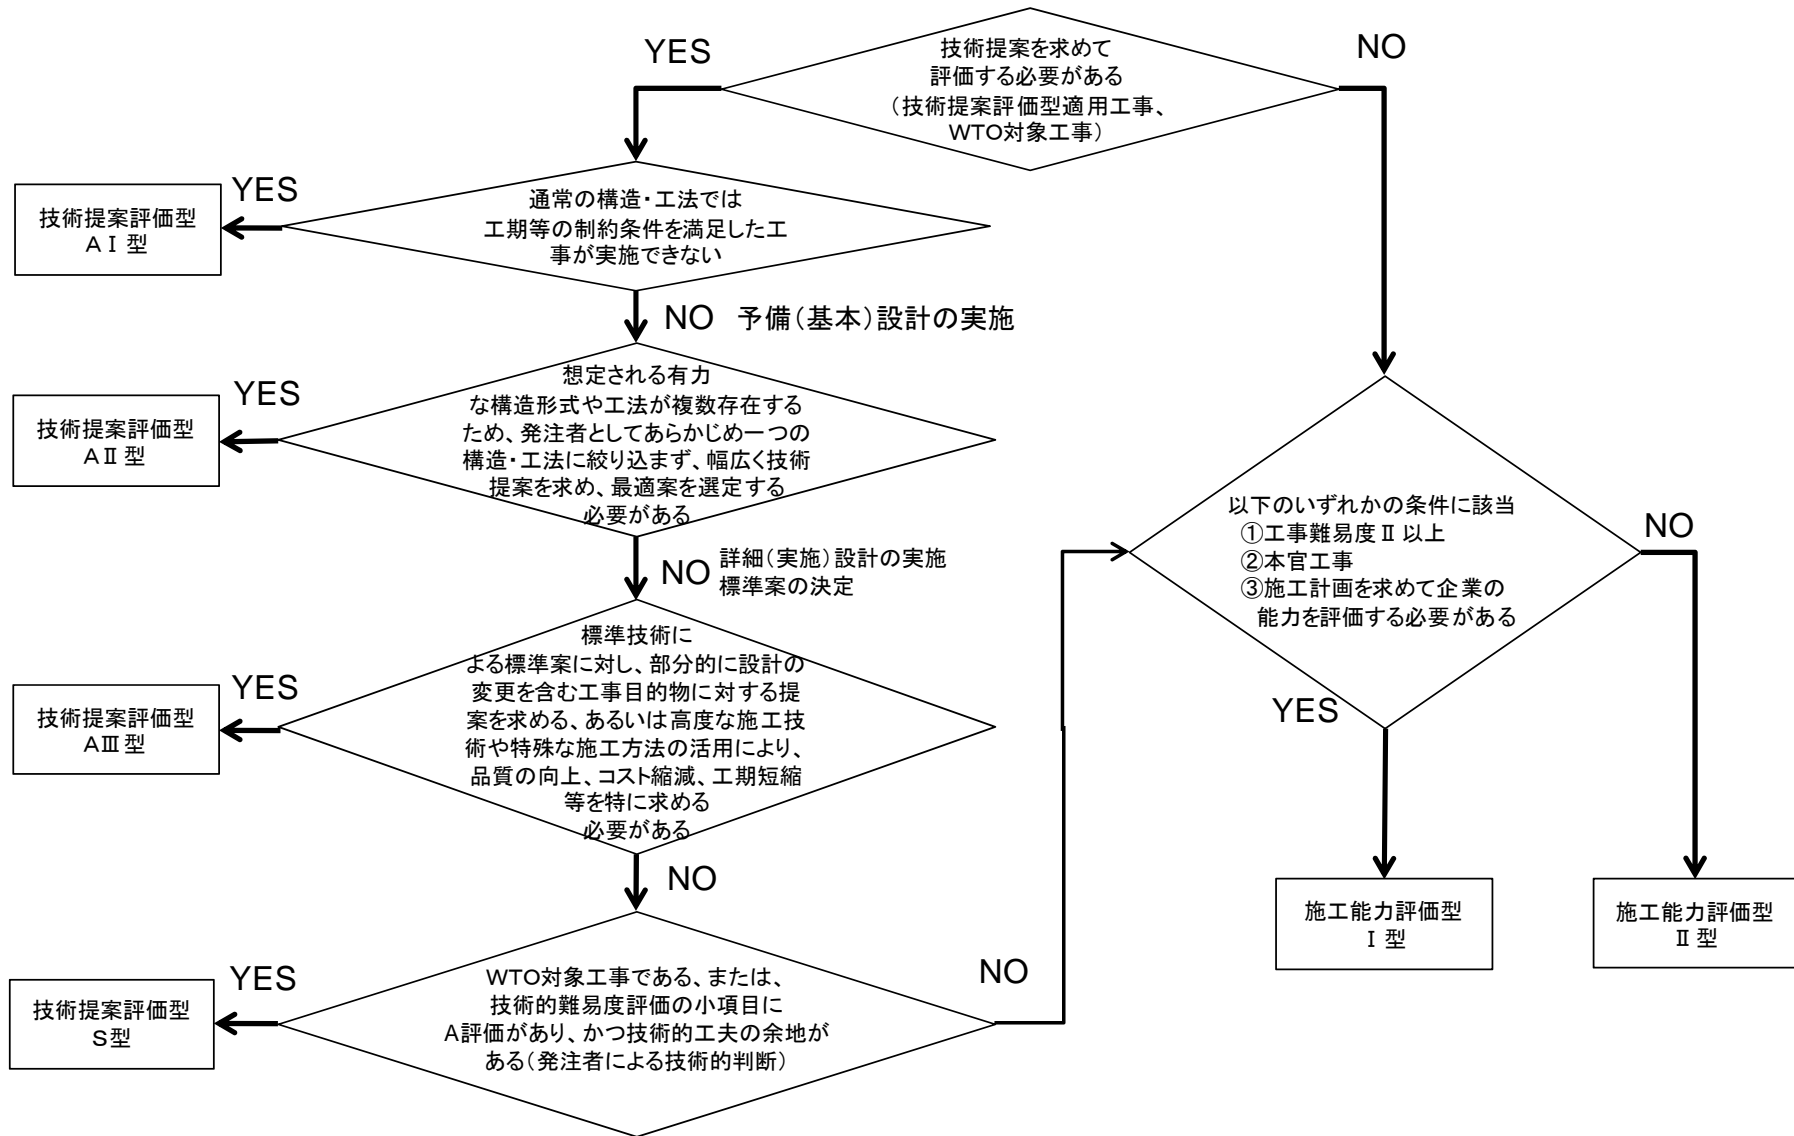 技術提案を求めて
評価する必要がある
（技術提案評価型適用工事、
WTO対象工事）
YES
NO
通常の構造・工法では
工期等の制約条件を満足した工
事が実施できない
YES
技術提案評価型
AⅠ型
NO 予備（基本）設計の実施
想定される有力
な構造形式や工法が複数存在する
ため、発注者としてあらかじめ一つの
構造・工法に絞り込まず、幅広く技術
提案を求め、最適案を選定する
必要がある
YES
技術提案評価型
AⅡ型
NO
詳細（実施）設計の実施
標準案の決定
標準技術に
よる標準案に対し、部分的に設計の
変更を含む工事目的物に対する提
案を求める、あるいは高度な施工技
術や特殊な施工方法の活用により、
品質の向上、コスト縮減、工期短縮
等を特に求める
必要がある
YES
技術提案評価型
AⅢ型
NO
WTO対象工事である、または、
技術的難易度評価の小項目に
A評価があり、かつ技術的工夫の余地が
ある（発注者による技術的判断）
YES
技術提案評価型
S型
NO
以下のいずれかの条件に該当
①工事難易度Ⅱ以上
②本官工事
③施工計画を求めて企業の
能力を評価する必要がある
YES
NO
施工能力評価型
Ⅰ型
施工能力評価型
Ⅱ型